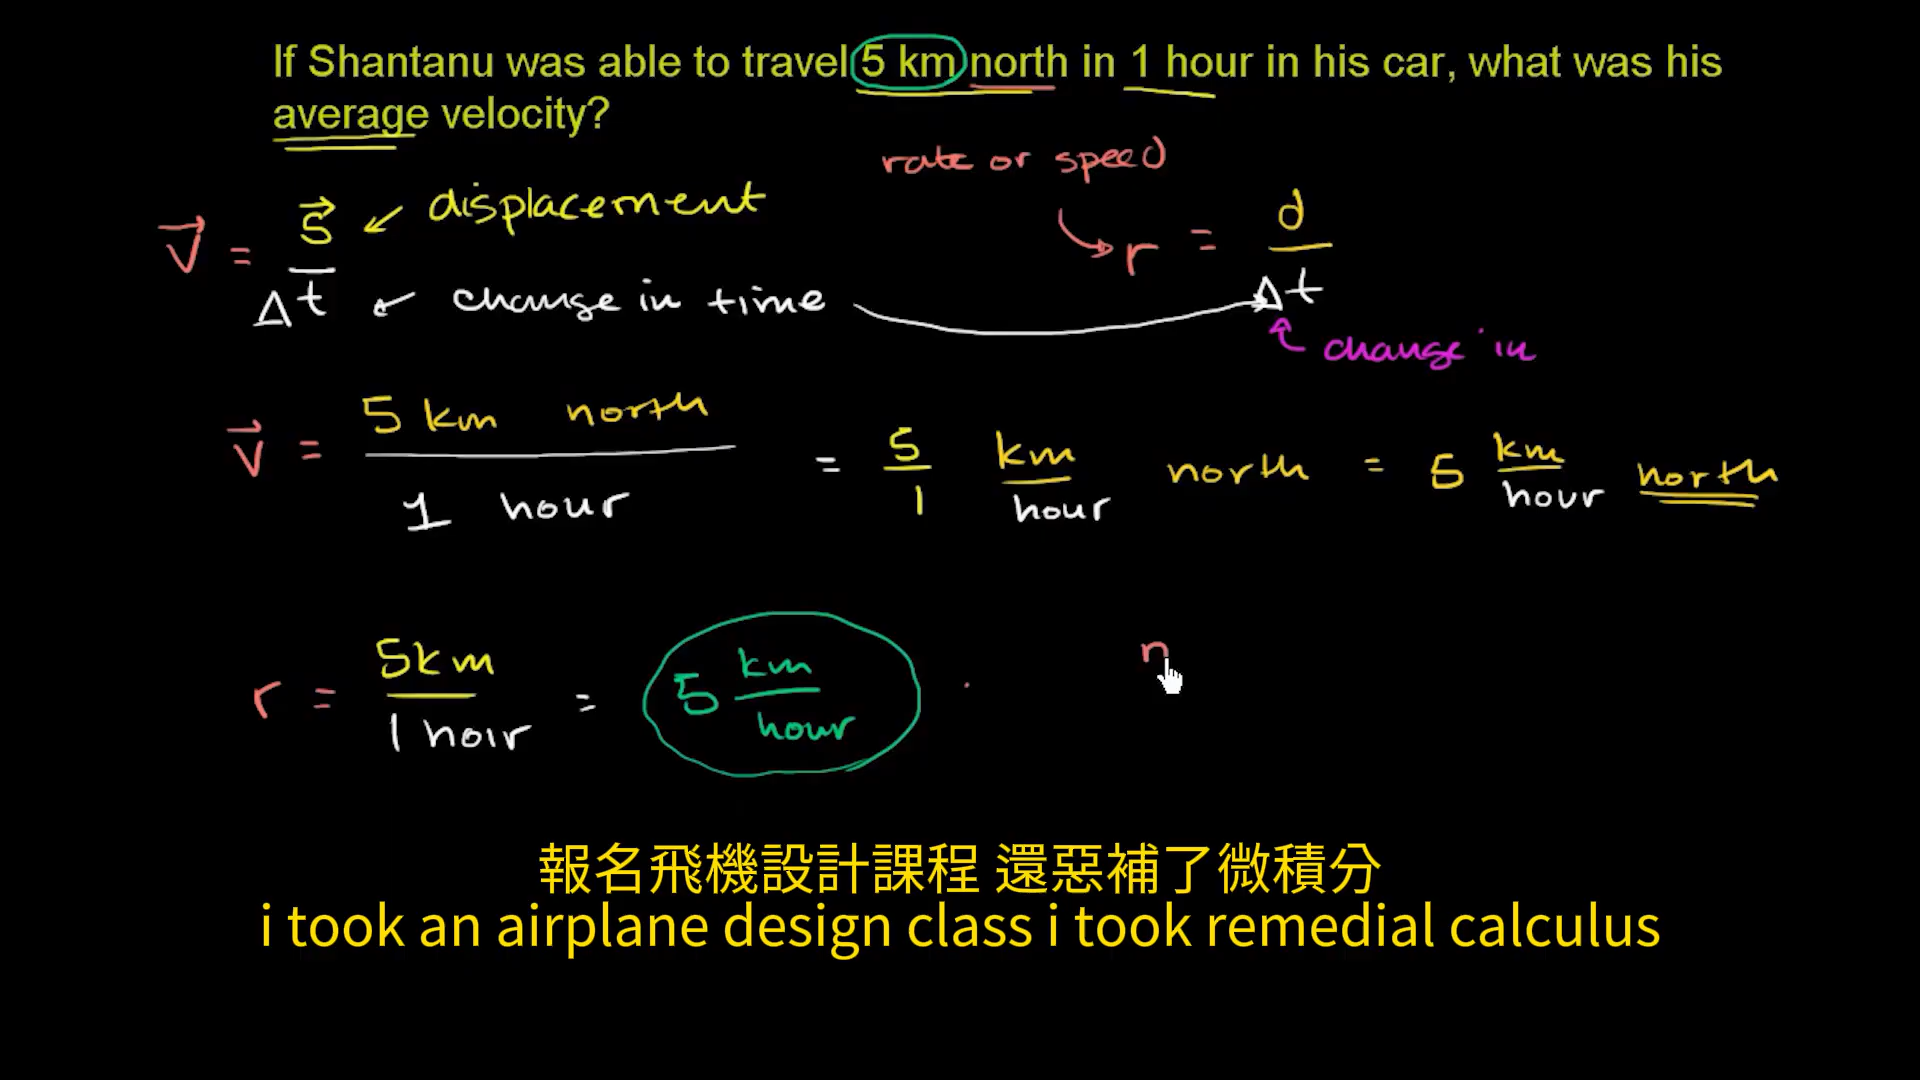 If Shantanu was able to travel 5 km north in 1 hour in his car, what was his
average velocity?
rate or speed
v = s / Δt
displacement
change in time
r = d / Δt
change in
v = 5 km north / 1 hour = 5/1 km/hour north = 5 km/hour north
r = 5km / 1 hoir = 5 km/hour
n
報名飛機設計課程 還惡補了微積分
i took an airplane design class i took remedial calculus